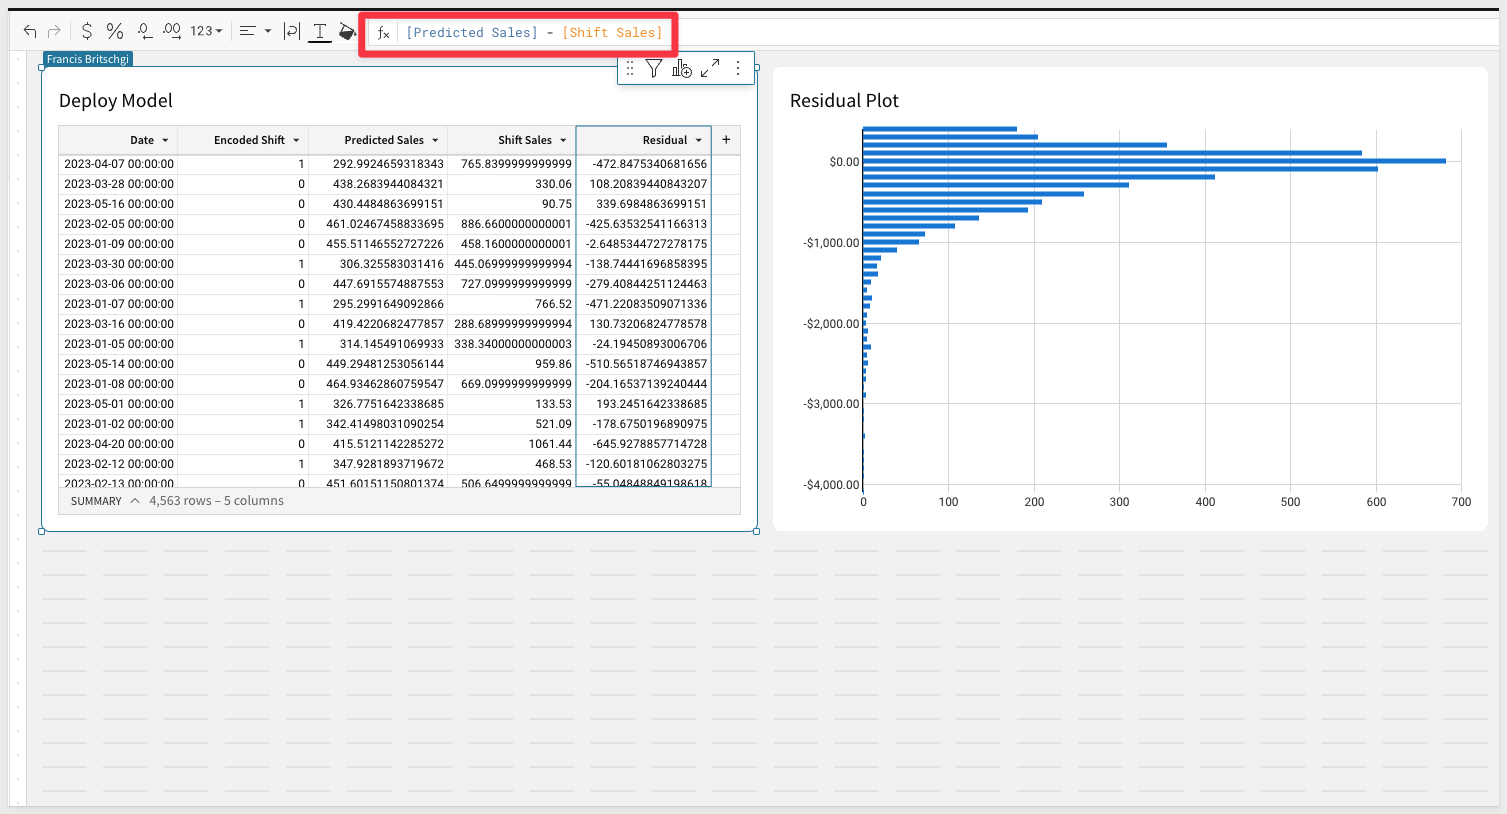 $ % .0 .00 123 T fx [Predicted Sales] - [Shift Sales]
Francis Britschgi
Deploy Model
Date Encoded Shift Predicted Sales Shift Sales Residual +
2023-04-07 00:00:00 1 292.9924659318343 765.8399999999999 -472.8475340681656
2023-03-28 00:00:00 0 438.2683944084321 330.06 108.20839440843207
2023-05-16 00:00:00 0 430.4484863699151 90.75 339.6984863699151
2023-02-05 00:00:00 0 461.02467458833695 886.6600000000001 -425.63532541166313
2023-01-09 00:00:00 0 455.51146552727226 458.1600000000001 -2.6485344727278175
2023-03-30 00:00:00 1 306.325583031416 445.06999999999994 -138.74441696858395
2023-03-06 00:00:00 0 447.6915574887553 727.0999999999999 -279.40844251124463
2023-01-07 00:00:00 1 295.2991649092866 766.52 -471.22083509071336
2023-03-16 00:00:00 0 419.4220682477857 288.68999999999994 130.73206824778578
2023-01-05 00:00:00 1 314.145491069933 338.34000000000003 -24.19450893006706
2023-05-14 00:00:00 0 449.29481253056144 959.86 -510.56518746943857
2023-01-08 00:00:00 0 464.93462860759547 669.0999999999999 -204.16537139240444
2023-05-01 00:00:00 1 326.7751642338685 133.53 193.2451642338685
2023-01-02 00:00:00 1 342.41498031090254 521.09 -178.6750196890975
2023-04-20 00:00:00 0 415.5121142285272 1061.44 -645.9278857714728
2023-02-12 00:00:00 1 347.9281893719672 468.53 -120.60181062803275
2023-02-13 00:00:00 0 451.60151150801374 506.6499999999999 -55.04848849198618
SUMMARY 4,563 rows – 5 columns
Residual Plot
$0.00
-$1,000.00
-$2,000.00
-$3,000.00
-$4,000.00
0 100 200 300 400 500 600 700